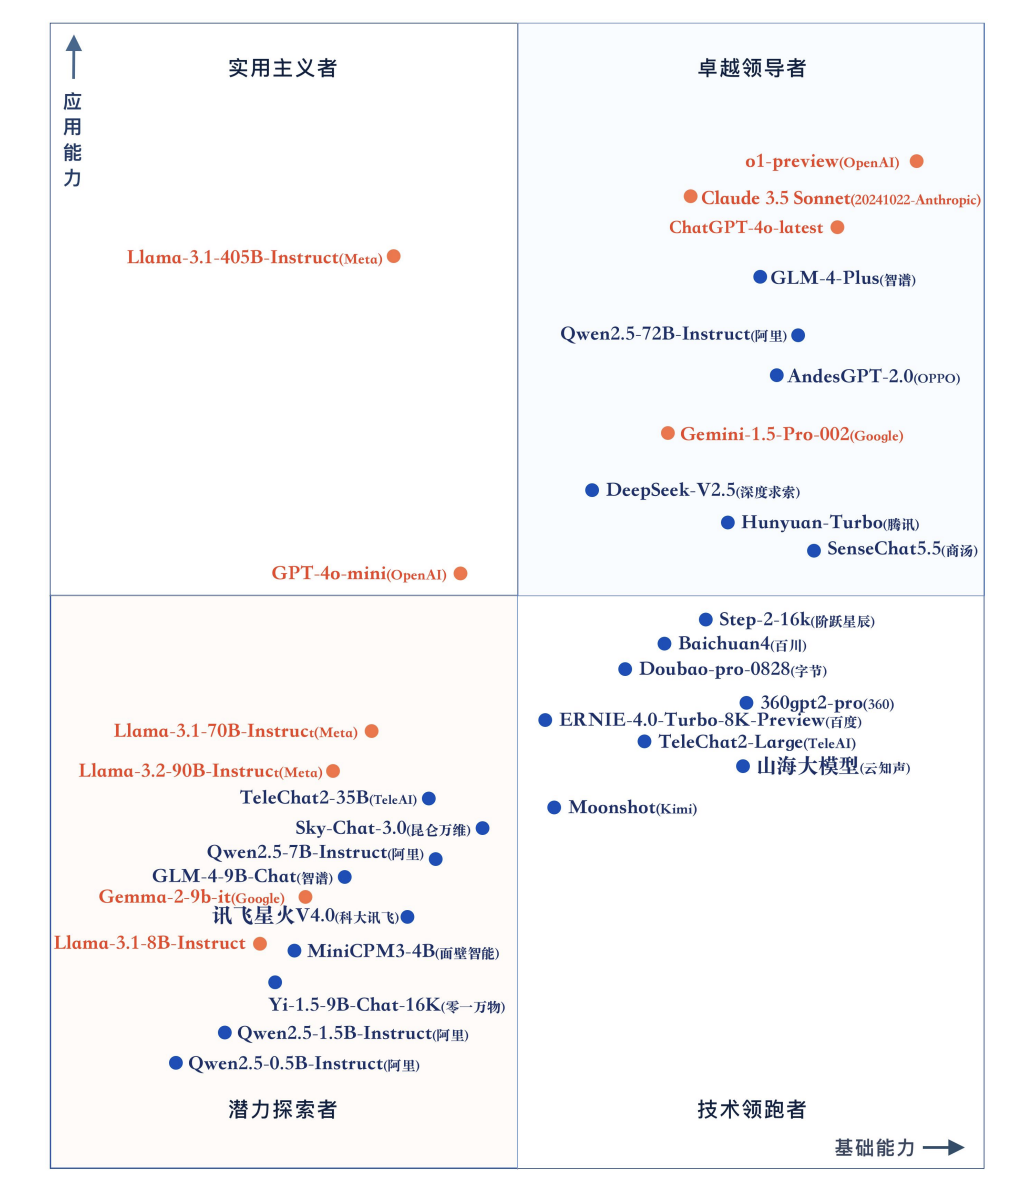 实用主义者
卓越领导者
应用能力
o1-preview(OpenAI)
Claude 3.5 Sonnet(20241022-Anthropic)
ChatGPT-4o-latest
Llama-3.1-405B-Instruct(Meta)
GLM-4-Plus(智谱)
Qwen2.5-72B-Instruct(阿里)
AndesGPT-2.0(OPPO)
Gemini-1.5-Pro-002(Google)
DeepSeek-V2.5(深度求索)
Hunyuan-Turbo(腾讯)
SenseChat5.5(商汤)
GPT-4o-mini(OpenAI)
Step-2-16k(阶跃星辰)
Baichuan4(百川)
Doubao-pro-0828(字节)
360gpt2-pro(360)
ERNIE-4.0-Turbo-8K-Preview(百度)
TeleChat2-Large(TeleAI)
山海大模型(云知声)
Moonshot(Kimi)
Llama-3.1-70B-Instruct(Meta)
Llama-3.2-90B-Instruct(Meta)
TeleChat2-35B(TeleAI)
Sky-Chat-3.0(昆仑万维)
Qwen2.5-7B-Instruct(阿里)
GLM-4-9B-Chat(智谱)
Gemma-2-9b-it(Google)
讯飞星火V4.0(科大讯飞)
Llama-3.1-8B-Instruct
MiniCPM3-4B(面壁智能)
Yi-1.5-9B-Chat-16K(零一万物)
Qwen2.5-1.5B-Instruct(阿里)
Qwen2.5-0.5B-Instruct(阿里)
潜力探索者
技术领跑者
基础能力